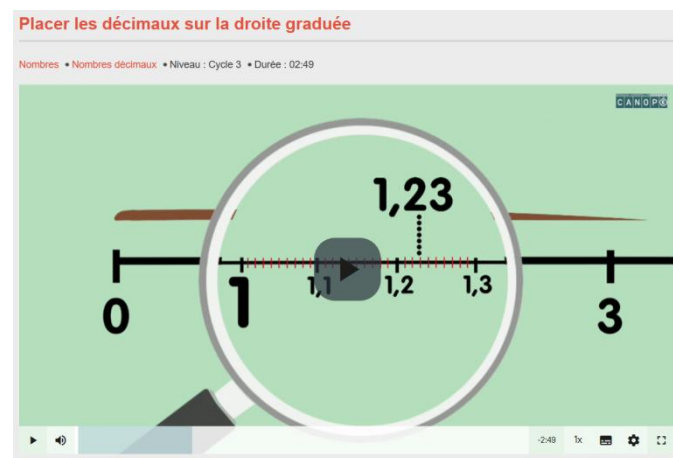 Placer les décimaux sur la droite graduée
Nombres • Nombres décimaux • Niveau : Cycle 3 • Durée : 02:49
CANOPÉ
1,23
0 1 1,1 1,2 1,3 3
-2:49 1x